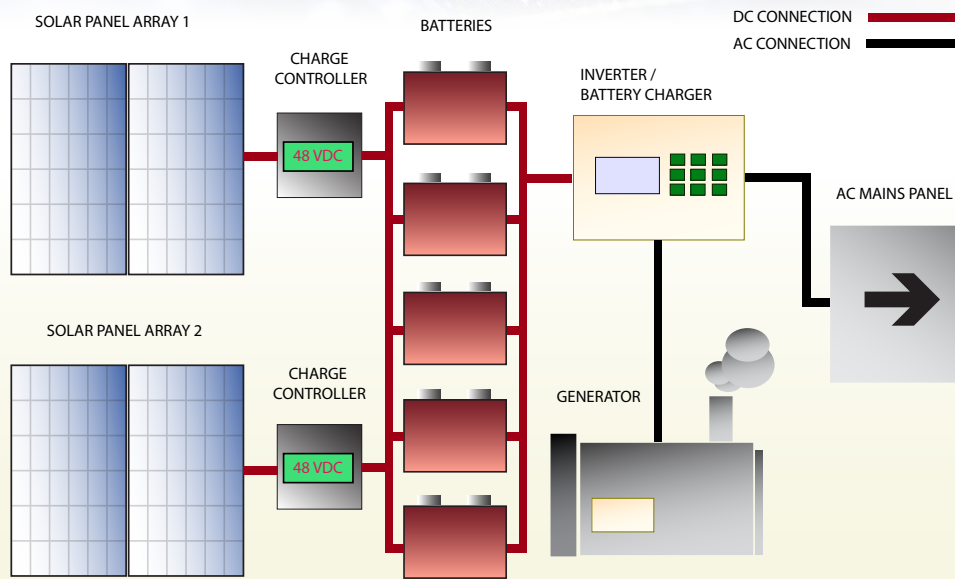 SOLAR PANEL ARRAY 1
BATTERIES
DC CONNECTION
AC CONNECTION
CHARGE
CONTROLLER
48 VDC
INVERTER /
BATTERY CHARGER
AC MAINS PANEL
SOLAR PANEL ARRAY 2
CHARGE
CONTROLLER
48 VDC
GENERATOR